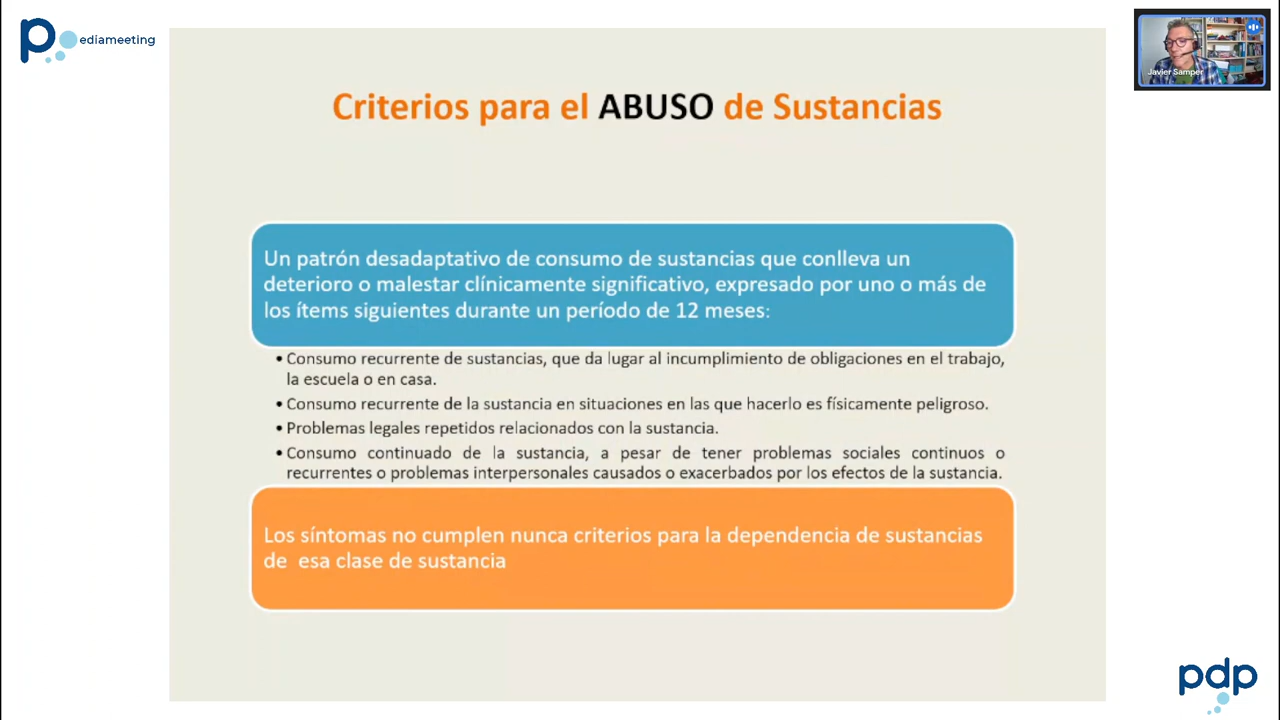 pediameeting
Javier Samper
Criterios para el ABUSO de Sustancias
Un patrón desadaptativo de consumo de sustancias que conlleva un
deterioro o malestar clínicamente significativo, expresado por uno o más de
los ítems siguientes durante un período de 12 meses:
• Consumo recurrente de sustancias, que da lugar al incumplimiento de obligaciones en el trabajo,
la escuela o en casa.
• Consumo recurrente de la sustancia en situaciones en las que hacerlo es físicamente peligroso.
• Problemas legales repetidos relacionados con la sustancia.
• Consumo continuado de la sustancia, a pesar de tener problemas sociales continuos o
recurrentes o problemas interpersonales causados o exacerbados por los efectos de la sustancia.
Los síntomas no cumplen nunca criterios para la dependencia de sustancias
de esa clase de sustancia
pdp